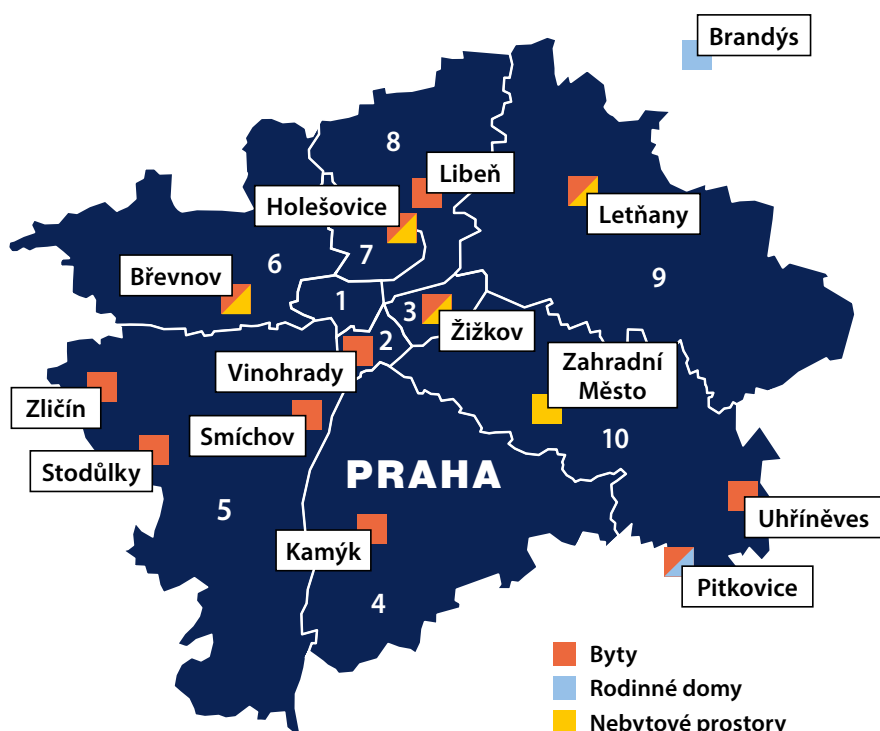 Brandýs
8
Libeň
Holešovice
Letňany
7
Břevnov
6
9
1
3
Žižkov
2
Vinohrady
Zahradní
Město
Zličín
Smíchov
10
Stodůlky
PRAHA
5
Uhříněves
Kamýk
Pitkovice
4
Byty
Rodinné domy
Nebytové prostory